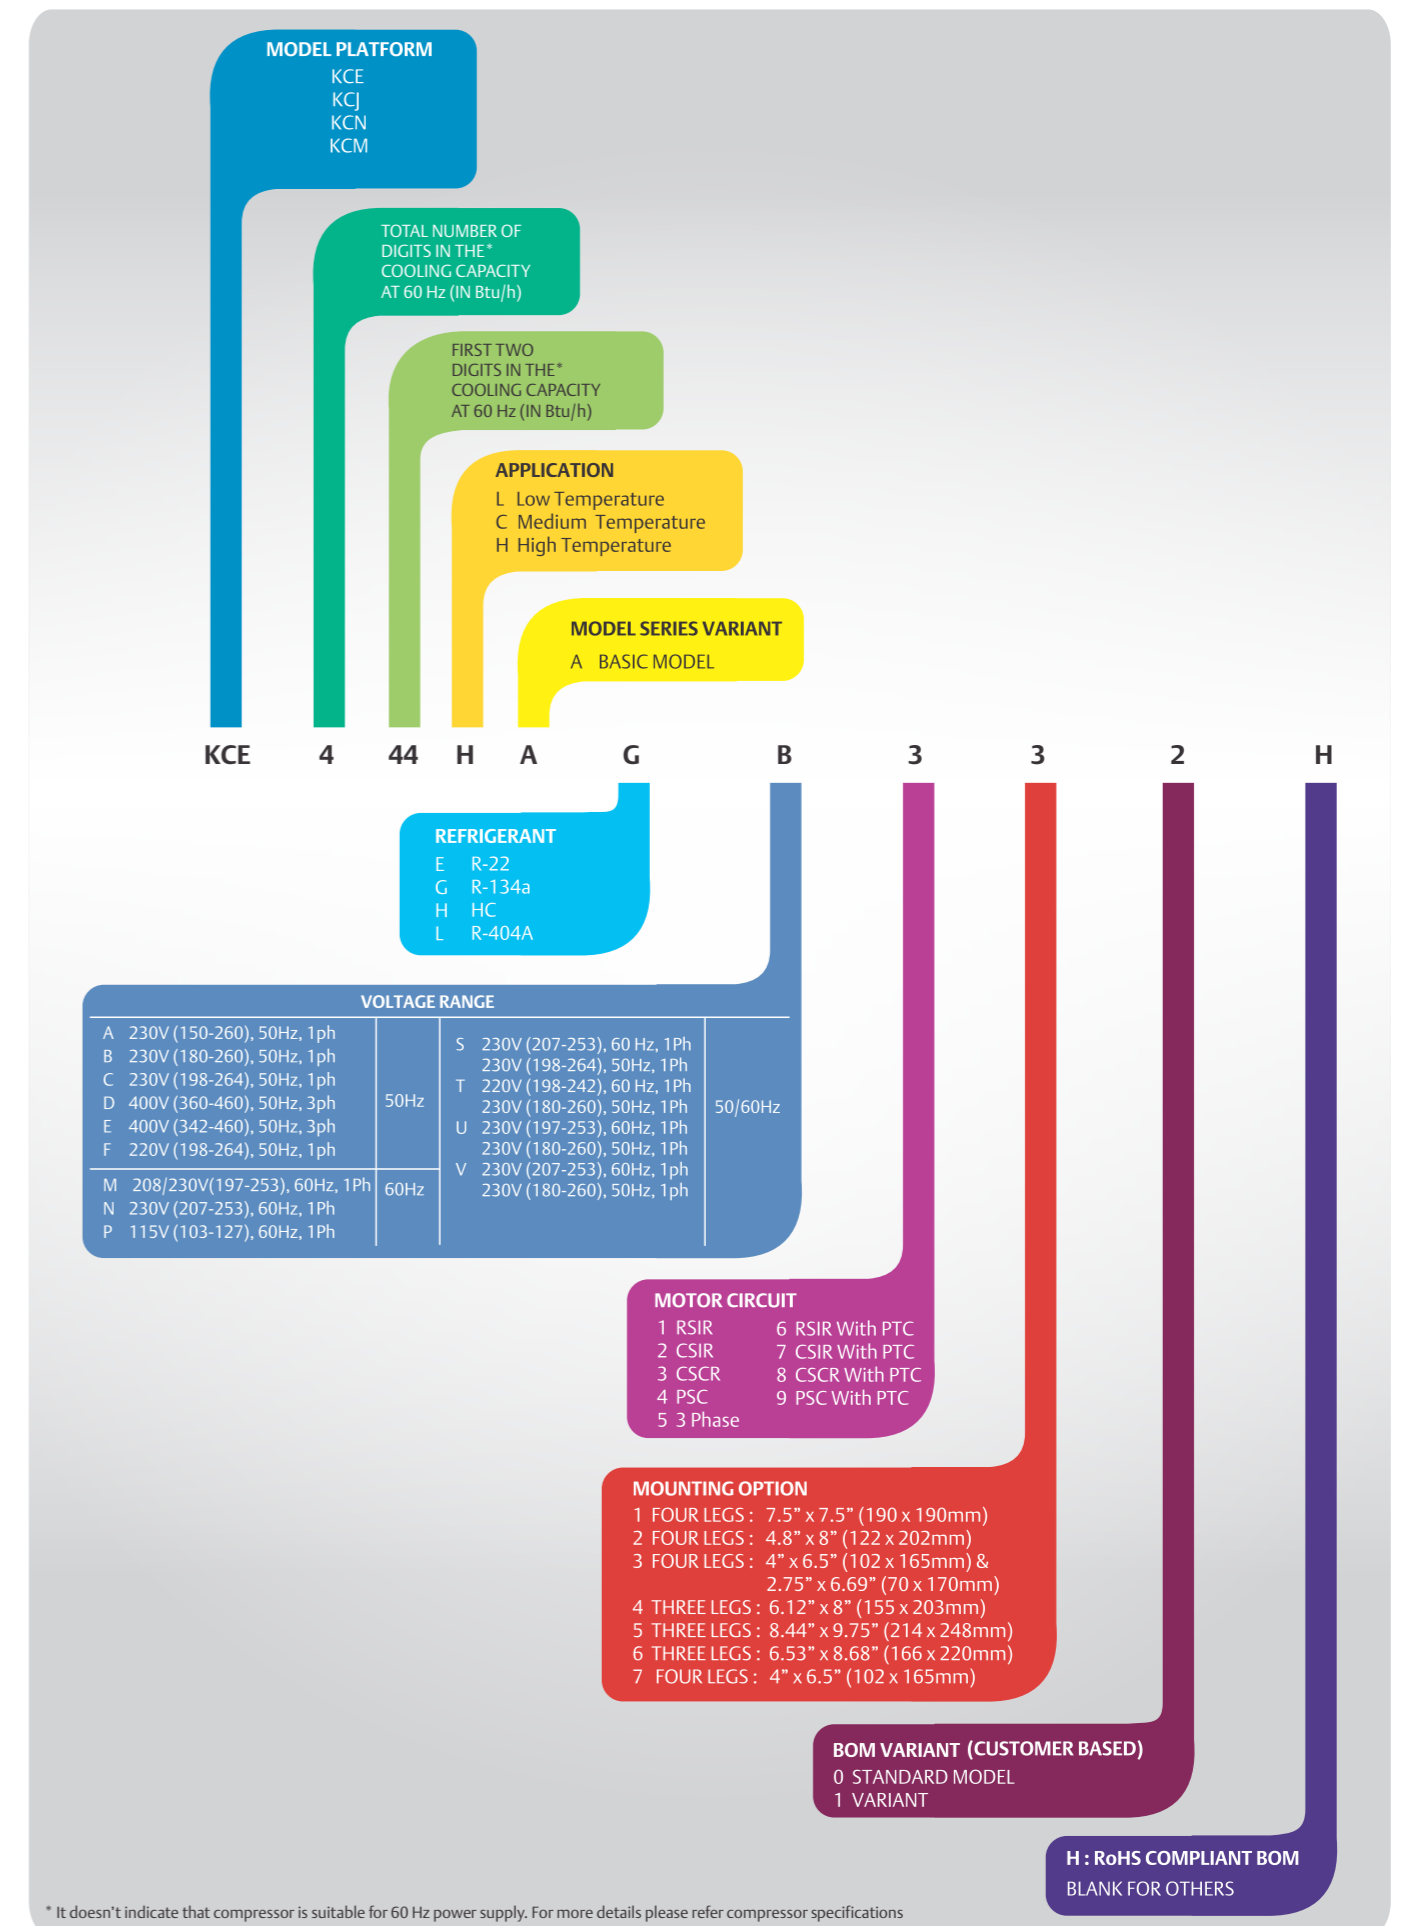 MODEL PLATFORM
KCE
KCJ
KCN
KCM
TOTAL NUMBER OF
DIGITS IN THE*
COOLING CAPACITY
AT 60 Hz (IN Btu/h)
FIRST TWO
DIGITS IN THE*
COOLING CAPACITY
AT 60 Hz (IN Btu/h)
APPLICATION
L Low Temperature
C Medium Temperature
H High Temperature
MODEL SERIES VARIANT
A BASIC MODEL
KCE 4 44 H A G B 3 3 2 H
REFRIGERANT
E R-22
G R-134a
H HC
L R-404A
VOLTAGE RANGE
A 230V (150-260), 50Hz, 1ph
B 230V (180-260), 50Hz, 1ph
C 230V (198-264), 50Hz, 1ph
D 400V (360-460), 50Hz, 3ph
E 400V (342-460), 50Hz, 3ph
F 220V (198-264), 50Hz, 1ph
50Hz
M 208/230V(197-253), 60Hz, 1Ph
N 230V (207-253), 60Hz, 1Ph
P 115V (103-127), 60Hz, 1Ph
60Hz
S 230V (207-253), 60 Hz, 1Ph
230V (198-264), 50Hz, 1Ph
T 220V (198-242), 60 Hz, 1Ph
230V (180-260), 50Hz, 1Ph
U 230V (197-253), 60Hz, 1Ph
230V (180-260), 50Hz, 1Ph
V 230V (207-253), 60Hz, 1ph
230V (180-260), 50Hz, 1ph
50/60Hz
MOTOR CIRCUIT
1 RSIR
2 CSIR
3 CSCR
4 PSC
5 3 Phase
6 RSIR With PTC
7 CSIR With PTC
8 CSCR With PTC
9 PSC With PTC
MOUNTING OPTION
1 FOUR LEGS : 7.5” x 7.5” (190 x 190mm)
2 FOUR LEGS : 4.8” x 8” (122 x 202mm)
3 FOUR LEGS : 4” x 6.5” (102 x 165mm) &
2.75” x 6.69” (70 x 170mm)
4 THREE LEGS : 6.12” x 8” (155 x 203mm)
5 THREE LEGS : 8.44” x 9.75” (214 x 248mm)
6 THREE LEGS : 6.53” x 8.68” (166 x 220mm)
7 FOUR LEGS : 4” x 6.5” (102 x 165mm)
BOM VARIANT (CUSTOMER BASED)
0 STANDARD MODEL
1 VARIANT
H : RoHS COMPLIANT BOM
BLANK FOR OTHERS
* It doesn't indicate that compressor is suitable for 60 Hz power supply. For more details please refer compressor specifications